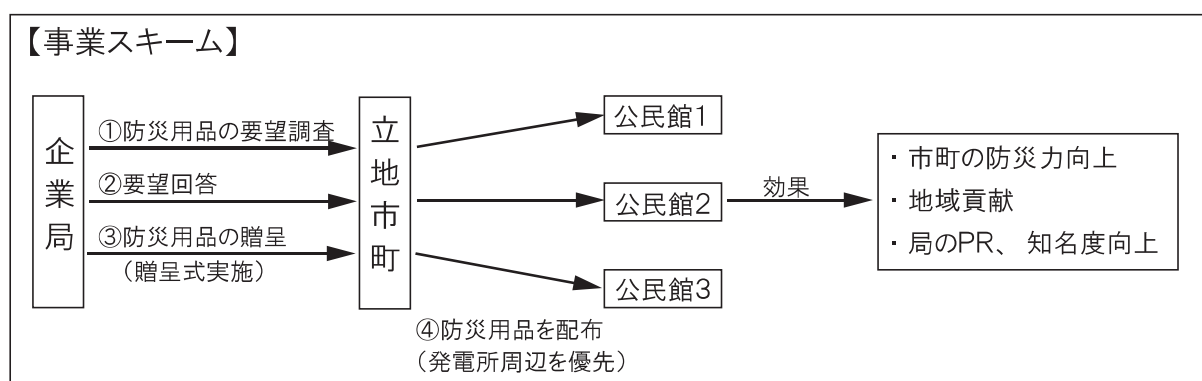 【事業スキーム】
企業局
①防災用品の要望調査
②要望回答
③防災用品の贈呈
（贈呈式実施）
立地市町
④防災用品を配布
（発電所周辺を優先）
公民館1
公民館2
公民館3
効果
・市町の防災力向上
・地域貢献
・局のPR、知名度向上